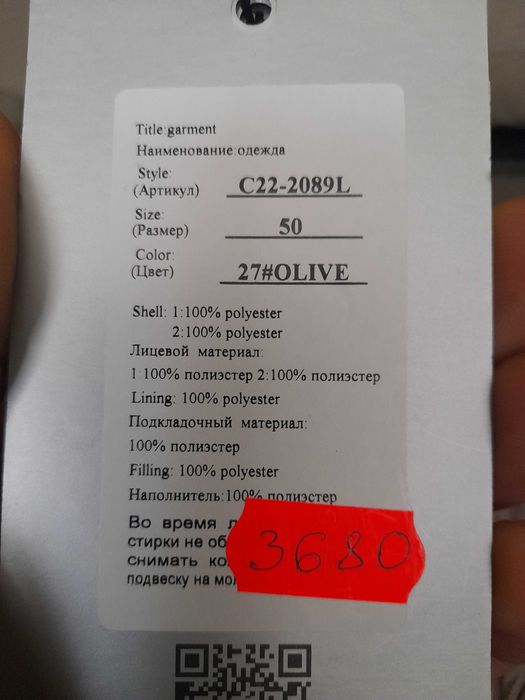 Title:garment
Наименование:одежда
Style:
(Артикул) C22-2089L
Size:
(Размер) 50
Color:
(Цвет) 27#OLIVE
Shell: 1:100% polyester
2:100% polyester
Лицевой материал:
1 100% полиэстер 2:100% полиэстер
Lining: 100% polyester
Подкладочный материал:
100% полиэстер
Filling: 100% polyester
Наполнитель:100% полиэстер
Во время
стирки не
снимать
3680
подвеску на